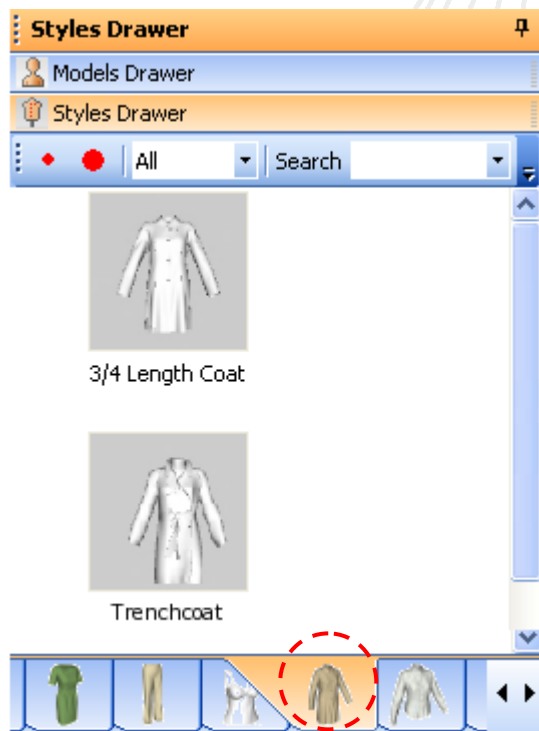 Styles Drawer
Models Drawer
Styles Drawer
All Search
3/4 Length Coat
Trenchcoat